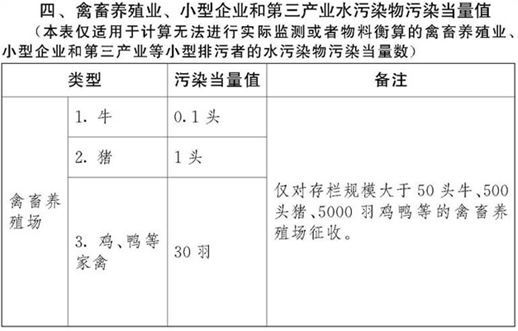 四、禽畜养殖业、小型企业和第三产业水污染物污染当量值
(本表仅适用于计算无法进行实际监测或者物料衡算的禽畜养殖业、
小型企业和第三产业等小型排污者的水污染物污染当量数)
类型 污染当量值 备注
禽畜养
殖场
1. 牛 0.1头
2. 猪 1头
3. 鸡、鸭等
家禽
30羽
仅对存栏规模大于50头牛、500
头猪、5000羽鸡鸭等的禽畜养
殖场征收。